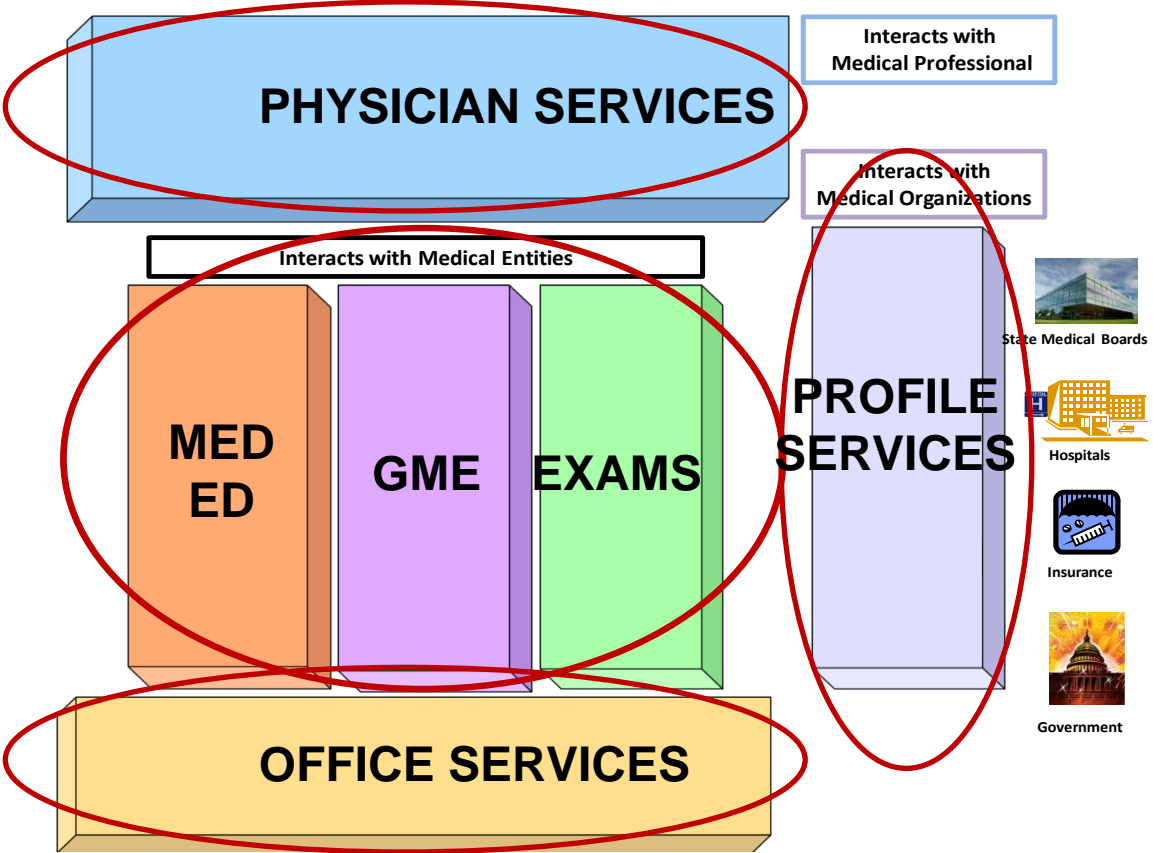 Interacts with
Medical Professional
PHYSICIAN SERVICES
Interacts with
Medical Organizations
Interacts with Medical Entities
MED
ED
GME
EXAMS
PROFILE
SERVICES
State Medical Boards
H
Hospitals
Insurance
Government
OFFICE SERVICES